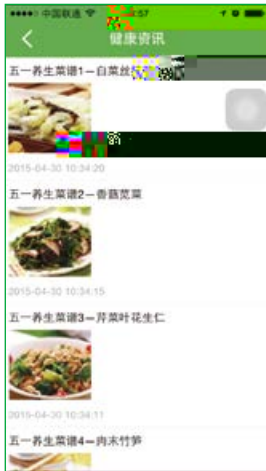 中国联通
:57
健康资讯
五一养生菜谱1—白菜丝
2015-04-30 10:34:20
五一养生菜谱2—香菇苋菜
2015-04-30 10:34:15
五一养生菜谱3—芹菜叶花生仁
2015-04-30 10:34:11
五一养生菜谱4—肉末竹笋